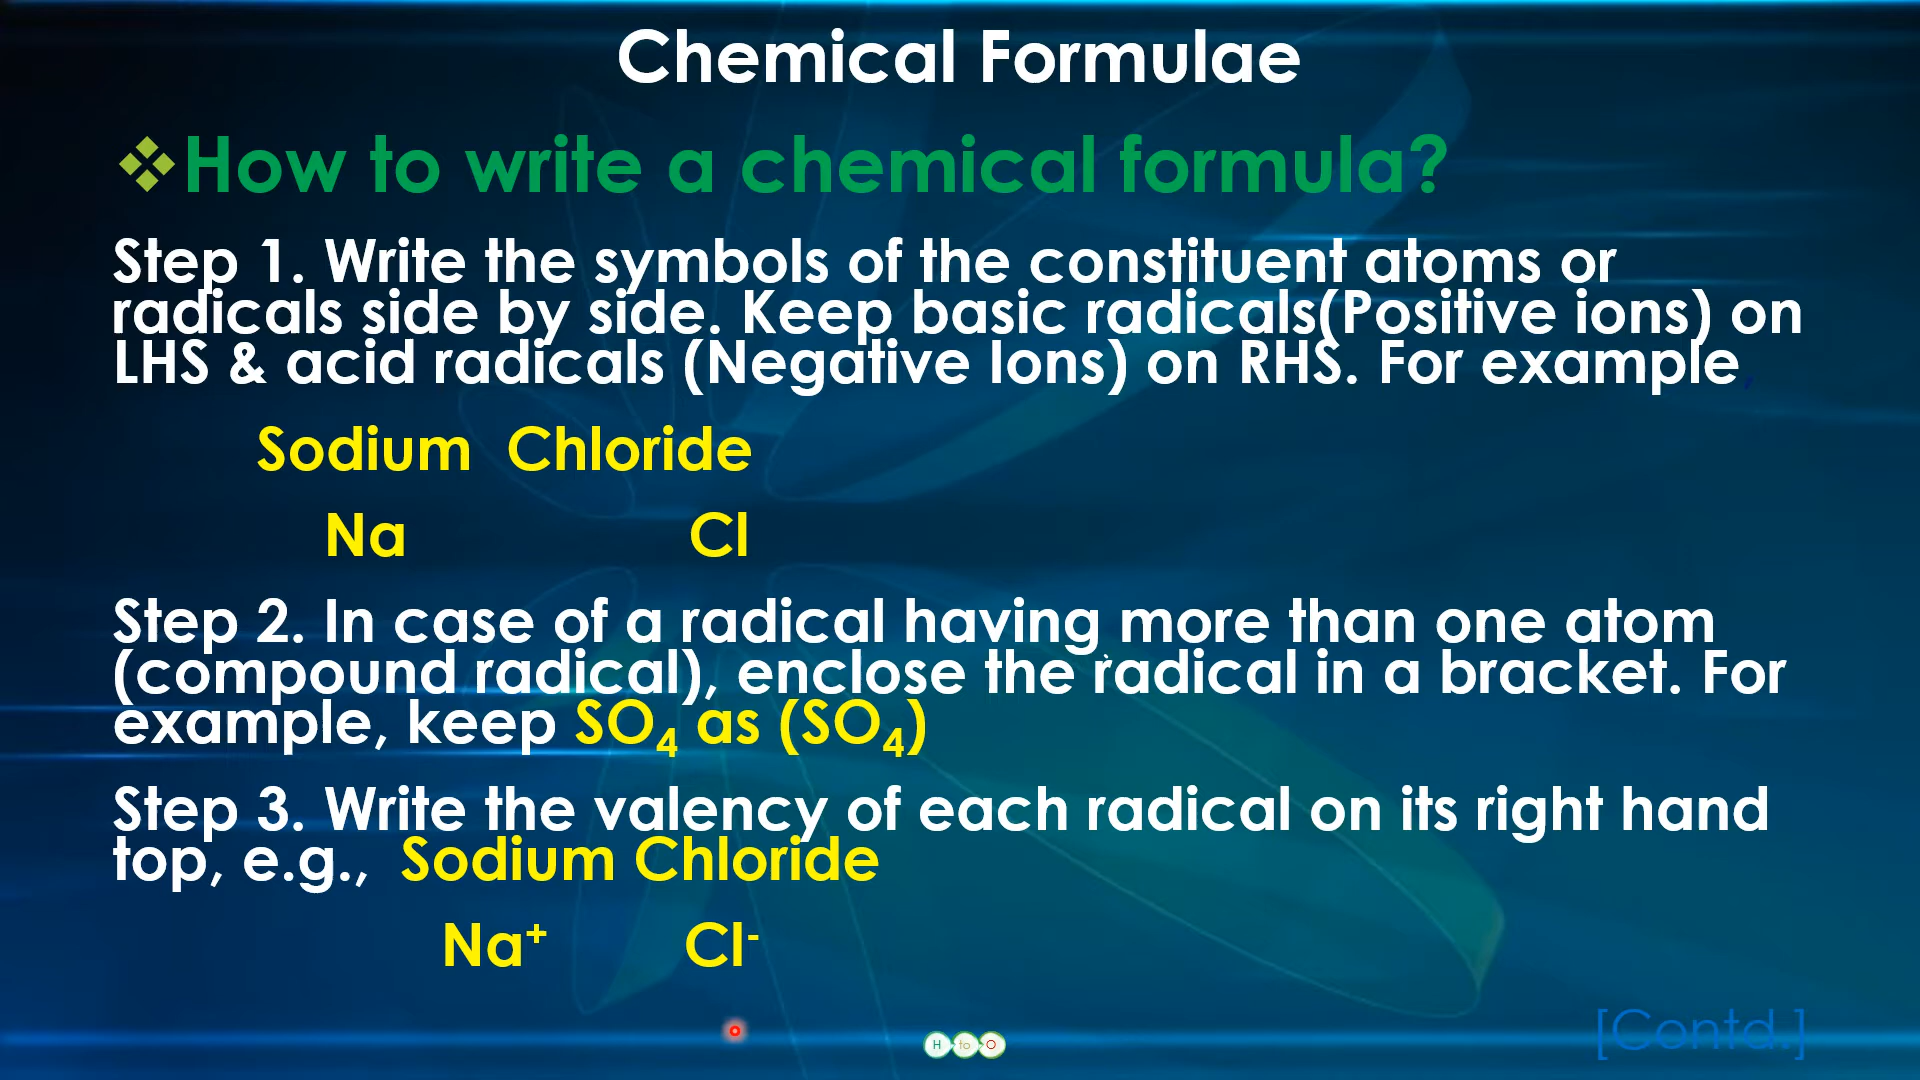 Chemical Formulae
❖How to write a chemical formula?
Step 1. Write the symbols of the constituent atoms or
radicals side by side. Keep basic radicals(Positive ions) on
LHS & acid radicals (Negative Ions) on RHS. For example,
Sodium Chloride
Na Cl
Step 2. In case of a radical having more than one atom
(compound radical), enclose the radical in a bracket. For
example, keep SO₄ as (SO₄)
Step 3. Write the valency of each radical on its right hand
top, e.g., Sodium Chloride
Na⁺ Cl⁻
[Contd.]
H to O